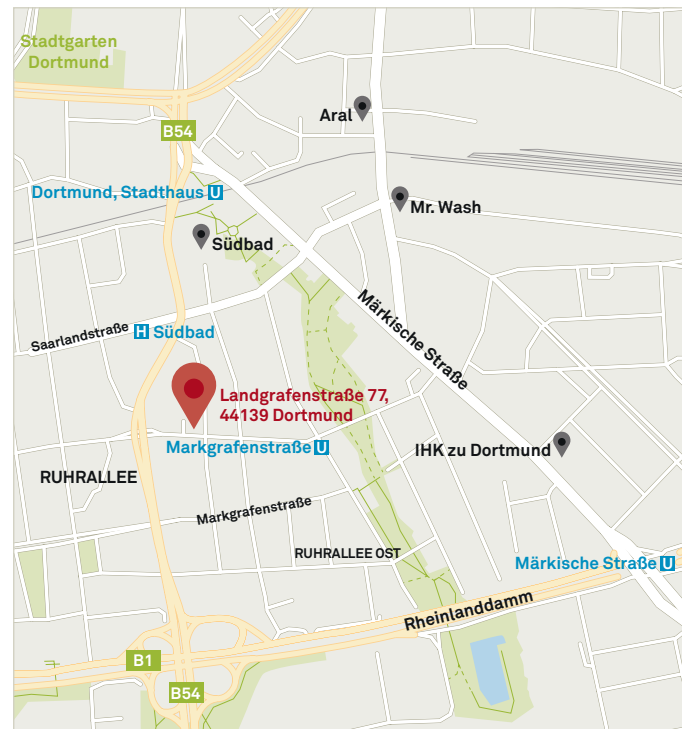 Stadtgarten
Dortmund
Aral
B54
Dortmund, Stadthaus U
Mr. Wash
Südbad
Märkische Straße
Saarlandstraße
H Südbad
Landgrafenstraße 77,
44139 Dortmund
Markgrafenstraße U
IHK zu Dortmund
RUHRALLEE
Markgrafenstraße
RUHRALLEE OST
Märkische Straße U
Rheinlanddamm
B1
B54